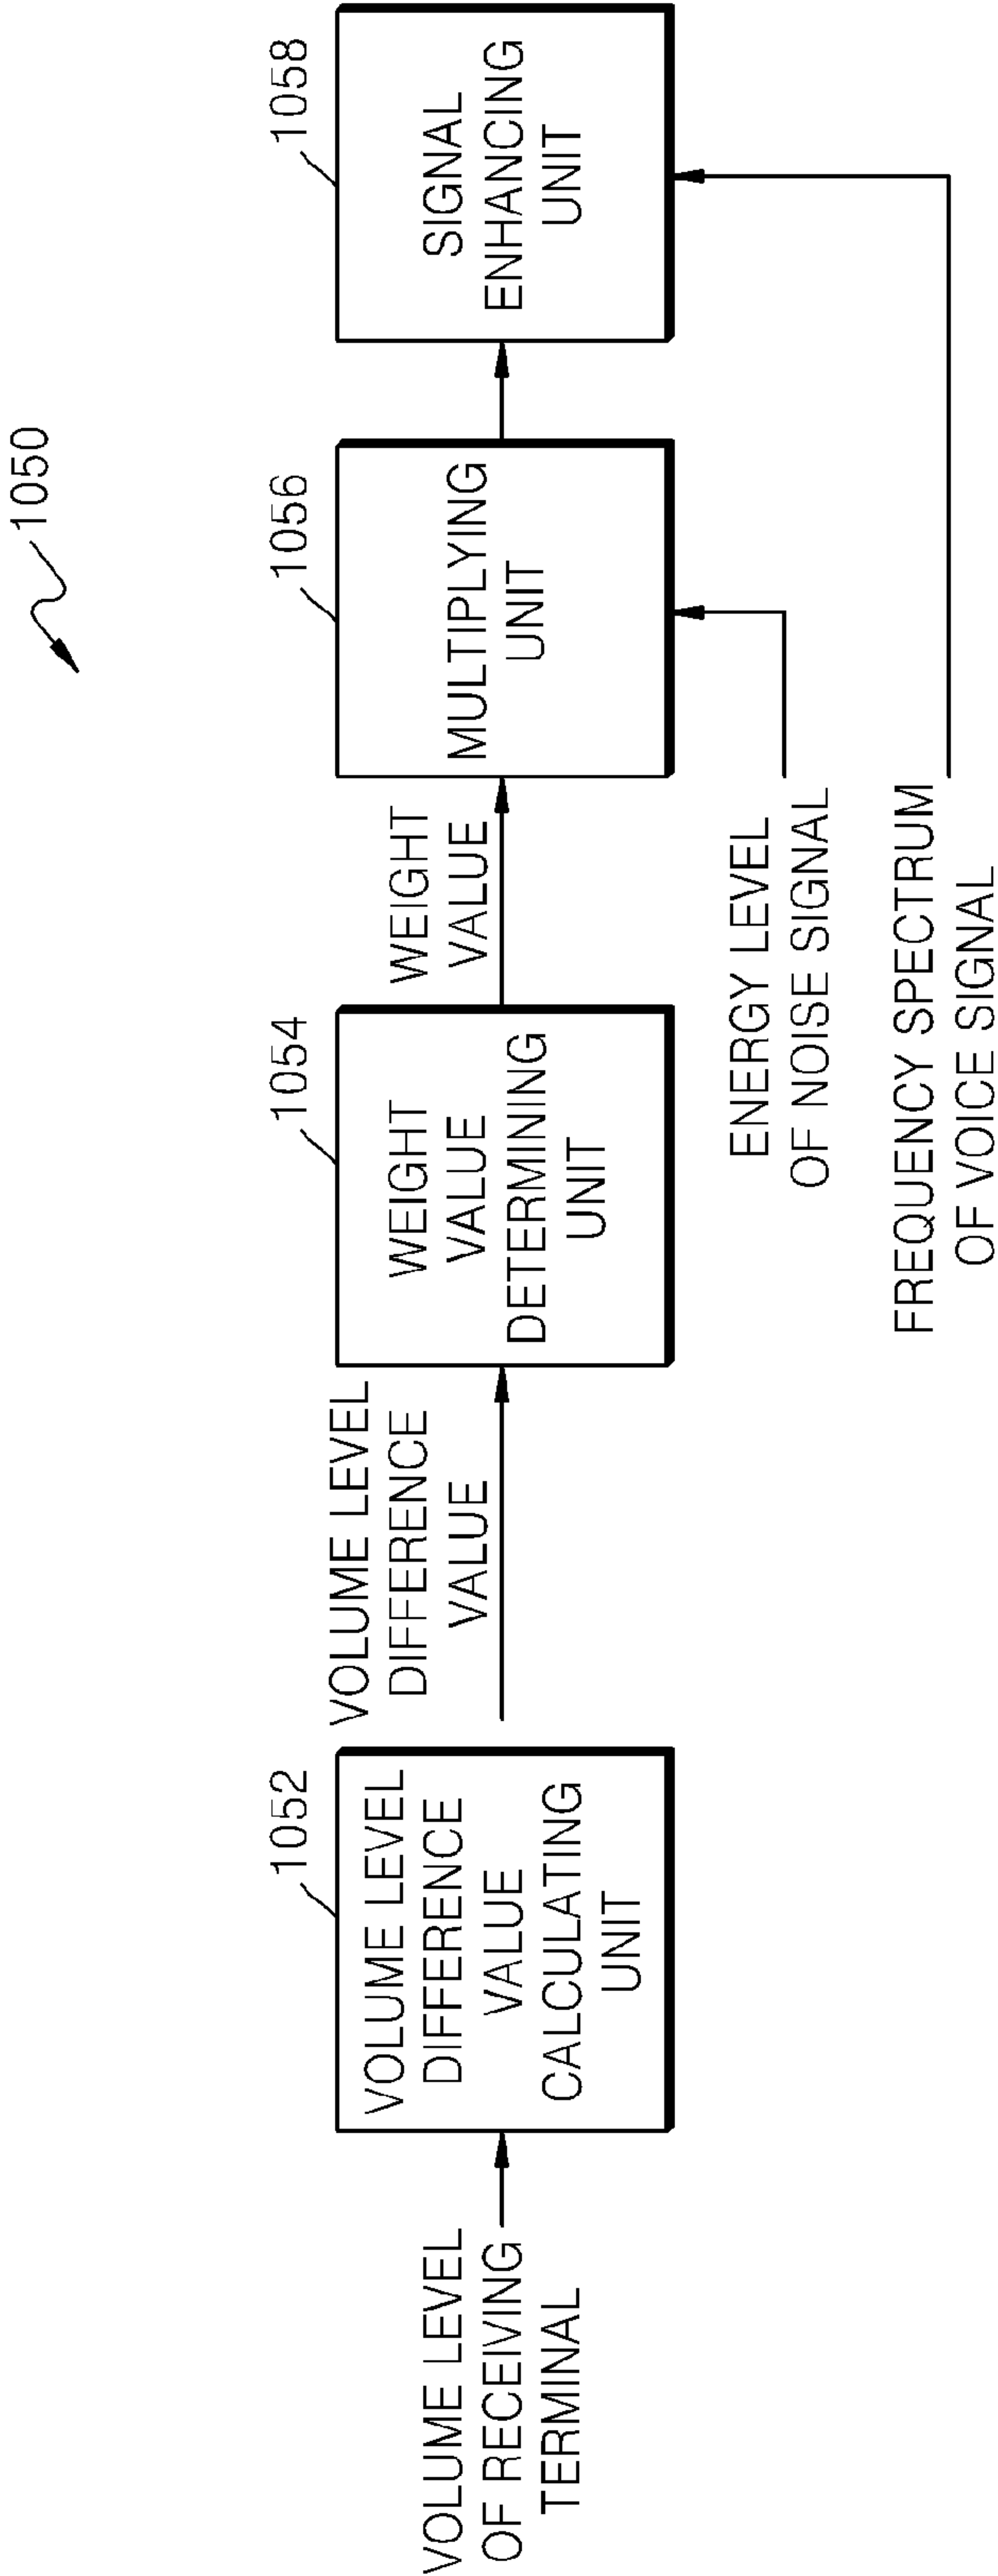 1050
1052
1054
1056
1058
VOLUME LEVEL
OF RECEIVING
TERMINAL
VOLUME LEVEL
DIFFERENCE
VALUE
CALCULATING
UNIT
VOLUME LEVEL
DIFFERENCE
VALUE
WEIGHT
VALUE
DETERMINING
UNIT
WEIGHT
VALUE
MULTIPLYING
UNIT
SIGNAL
ENHANCING
UNIT
ENERGY LEVEL
OF NOISE SIGNAL
FREQUENCY SPECTRUM
OF VOICE SIGNAL